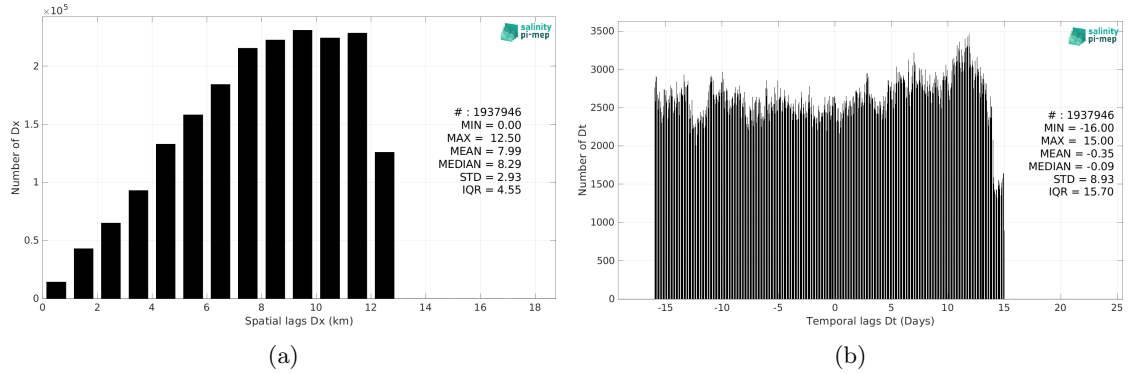 ×10^5
salinity
pi-mep
2
1.5
1
0.5
0
Number of Dx
# : 1937946
MIN = 0.00
MAX = 12.50
MEAN = 7.99
MEDIAN = 8.29
STD = 2.93
IQR = 4.55
0 2 4 6 8 10 12 14 16 18
Spatial lags Dx (km)
(a)
salinity
pi-mep
3500
3000
2500
2000
1500
1000
500
0
Number of Dt
# : 1937946
MIN = -16.00
MAX = 15.00
MEAN = -0.35
MEDIAN = -0.09
STD = 8.93
IQR = 15.70
-15 -10 -5 0 5 10 15 20 25
Temporal lags Dt (Days)
(b)